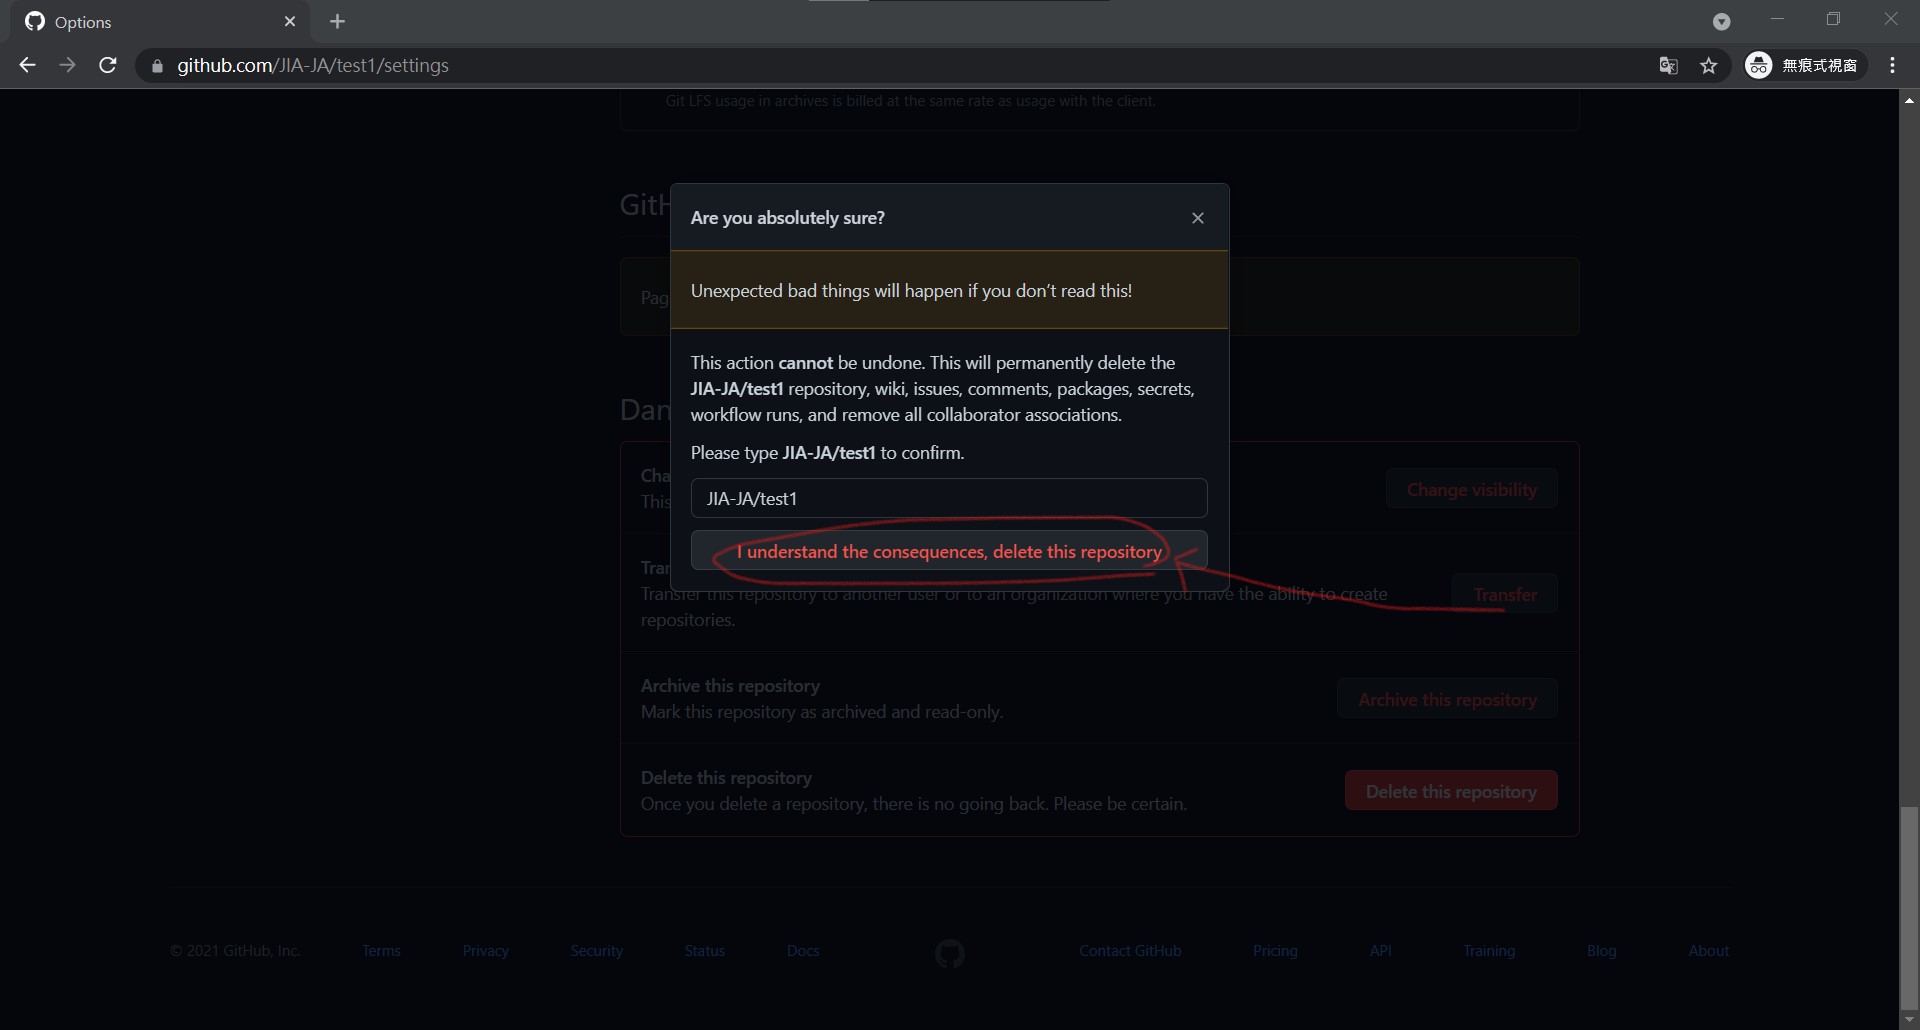 Options
github.com/JIA-JA/test1/settings
無痕式視窗
Git LFS usage in archives is billed at the same rate as usage with the client.
GitH
Are you absolutely sure?
Unexpected bad things will happen if you don’t read this!
Pag
This action cannot be undone. This will permanently delete the
JIA-JA/test1 repository, wiki, issues, comments, packages, secrets,
workflow runs, and remove all collaborator associations.
Dan
Please type JIA-JA/test1 to confirm.
Cha
This
Change visibility
JIA-JA/test1
I understand the consequences, delete this repository
Tran
Transfer this repository to another user or to an organization where you have the ability to create
repositories.
Transfer
Archive this repository
Mark this repository as archived and read-only.
Archive this repository
Delete this repository
Once you delete a repository, there is no going back. Please be certain.
Delete this repository
© 2021 GitHub, Inc. Terms Privacy Security Status Docs Contact GitHub Pricing API Training Blog About